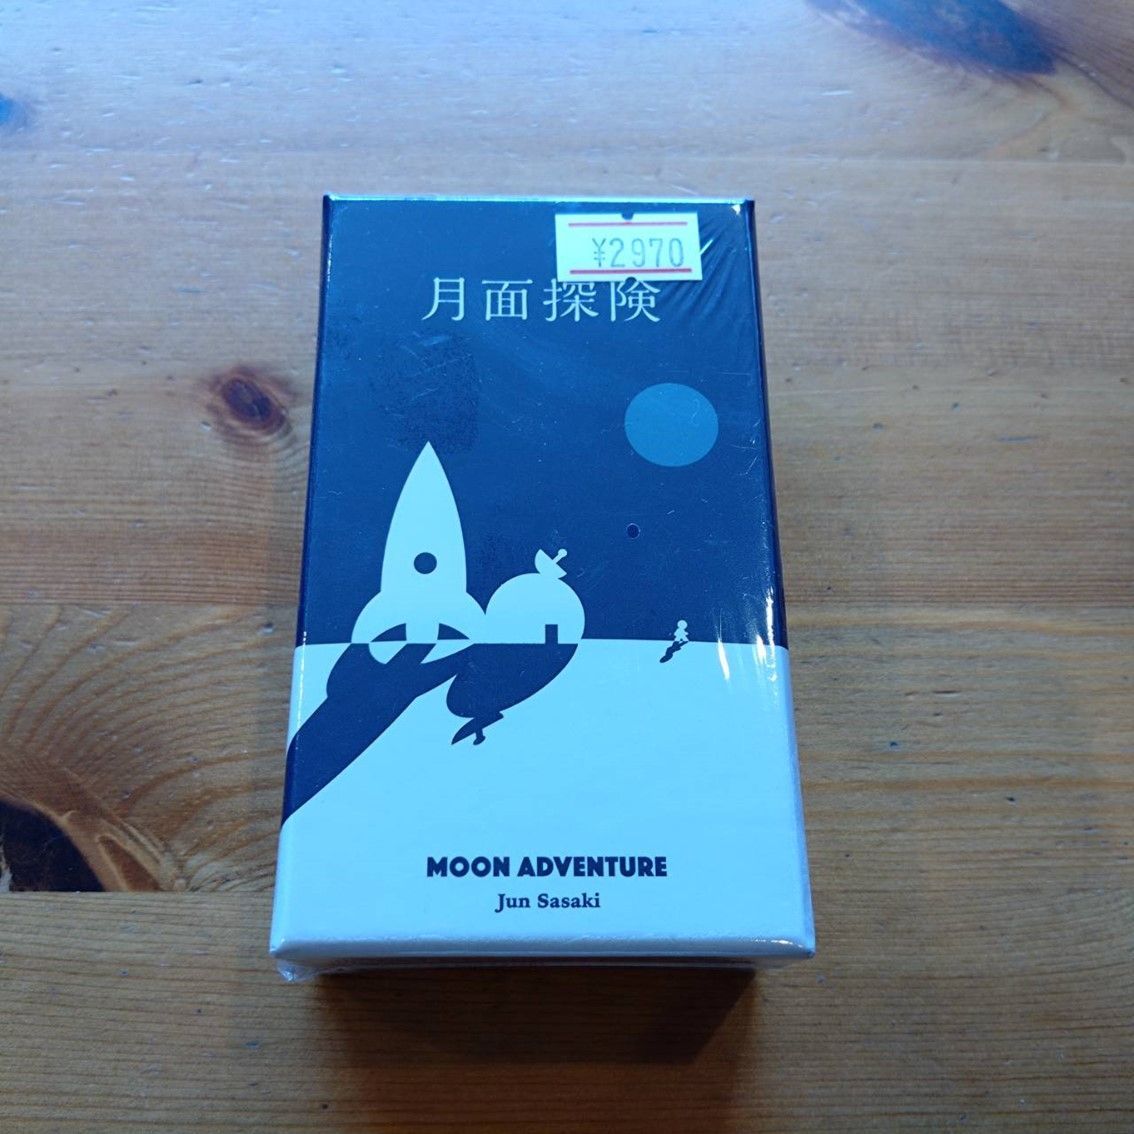 ¥2970
月面探険
MOON ADVENTURE
Jun Sasaki